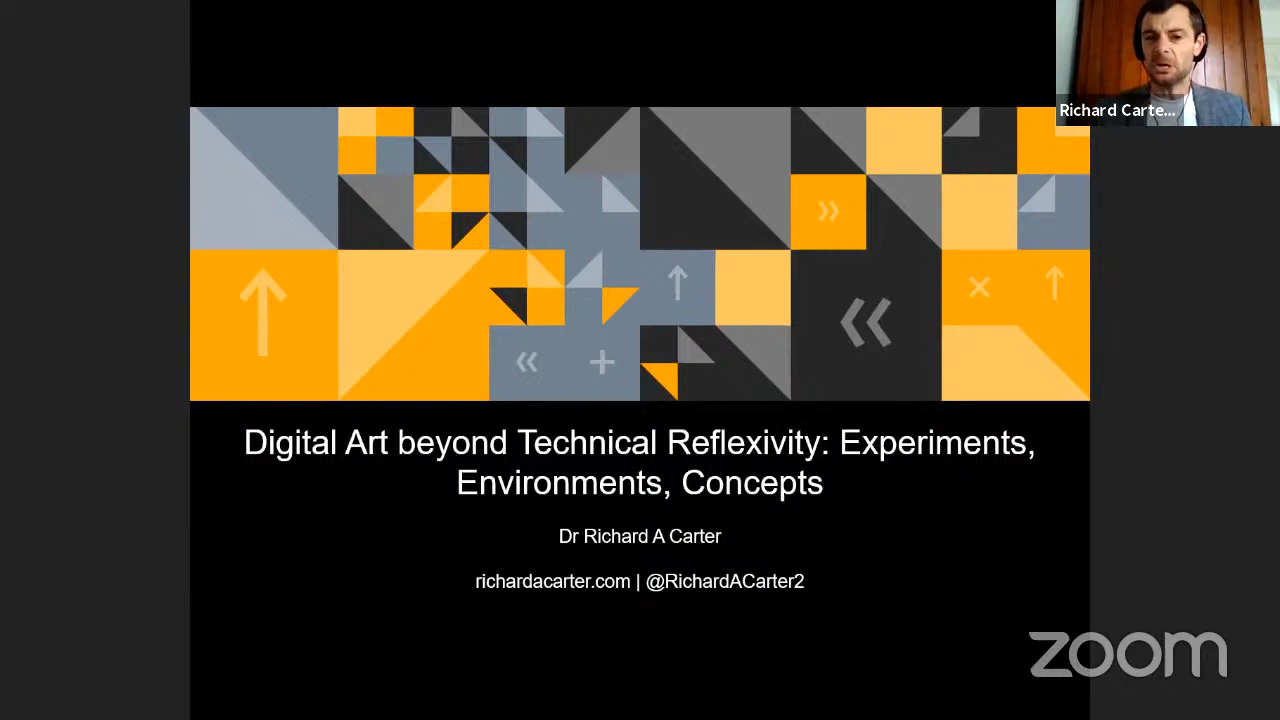 Richard Carte...
Digital Art beyond Technical Reflexivity: Experiments,
Environments, Concepts
Dr Richard A Carter
richardacarter.com | @RichardACarter2
zoom